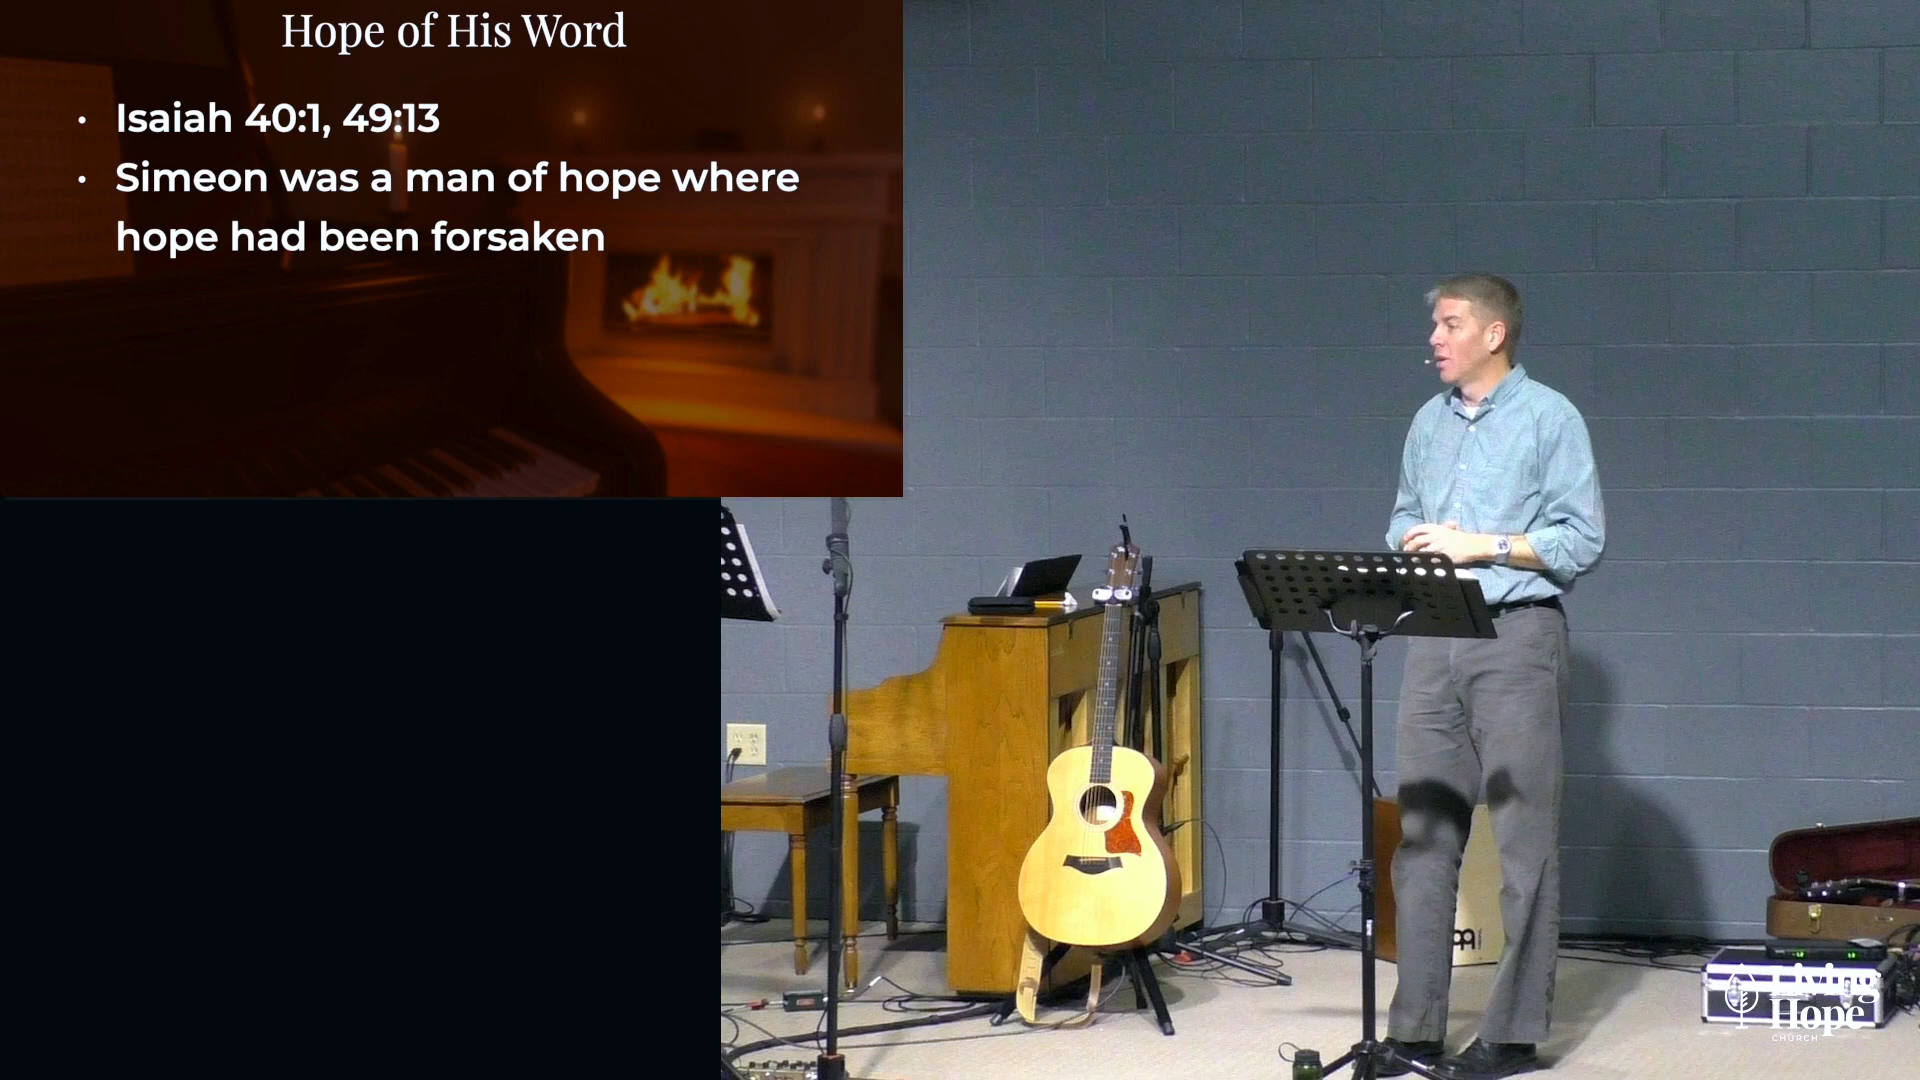 Hope of His Word
• Isaiah 40:1, 49:13
• Simeon was a man of hope where
hope had been forsaken
Living
Hope
CHURCH